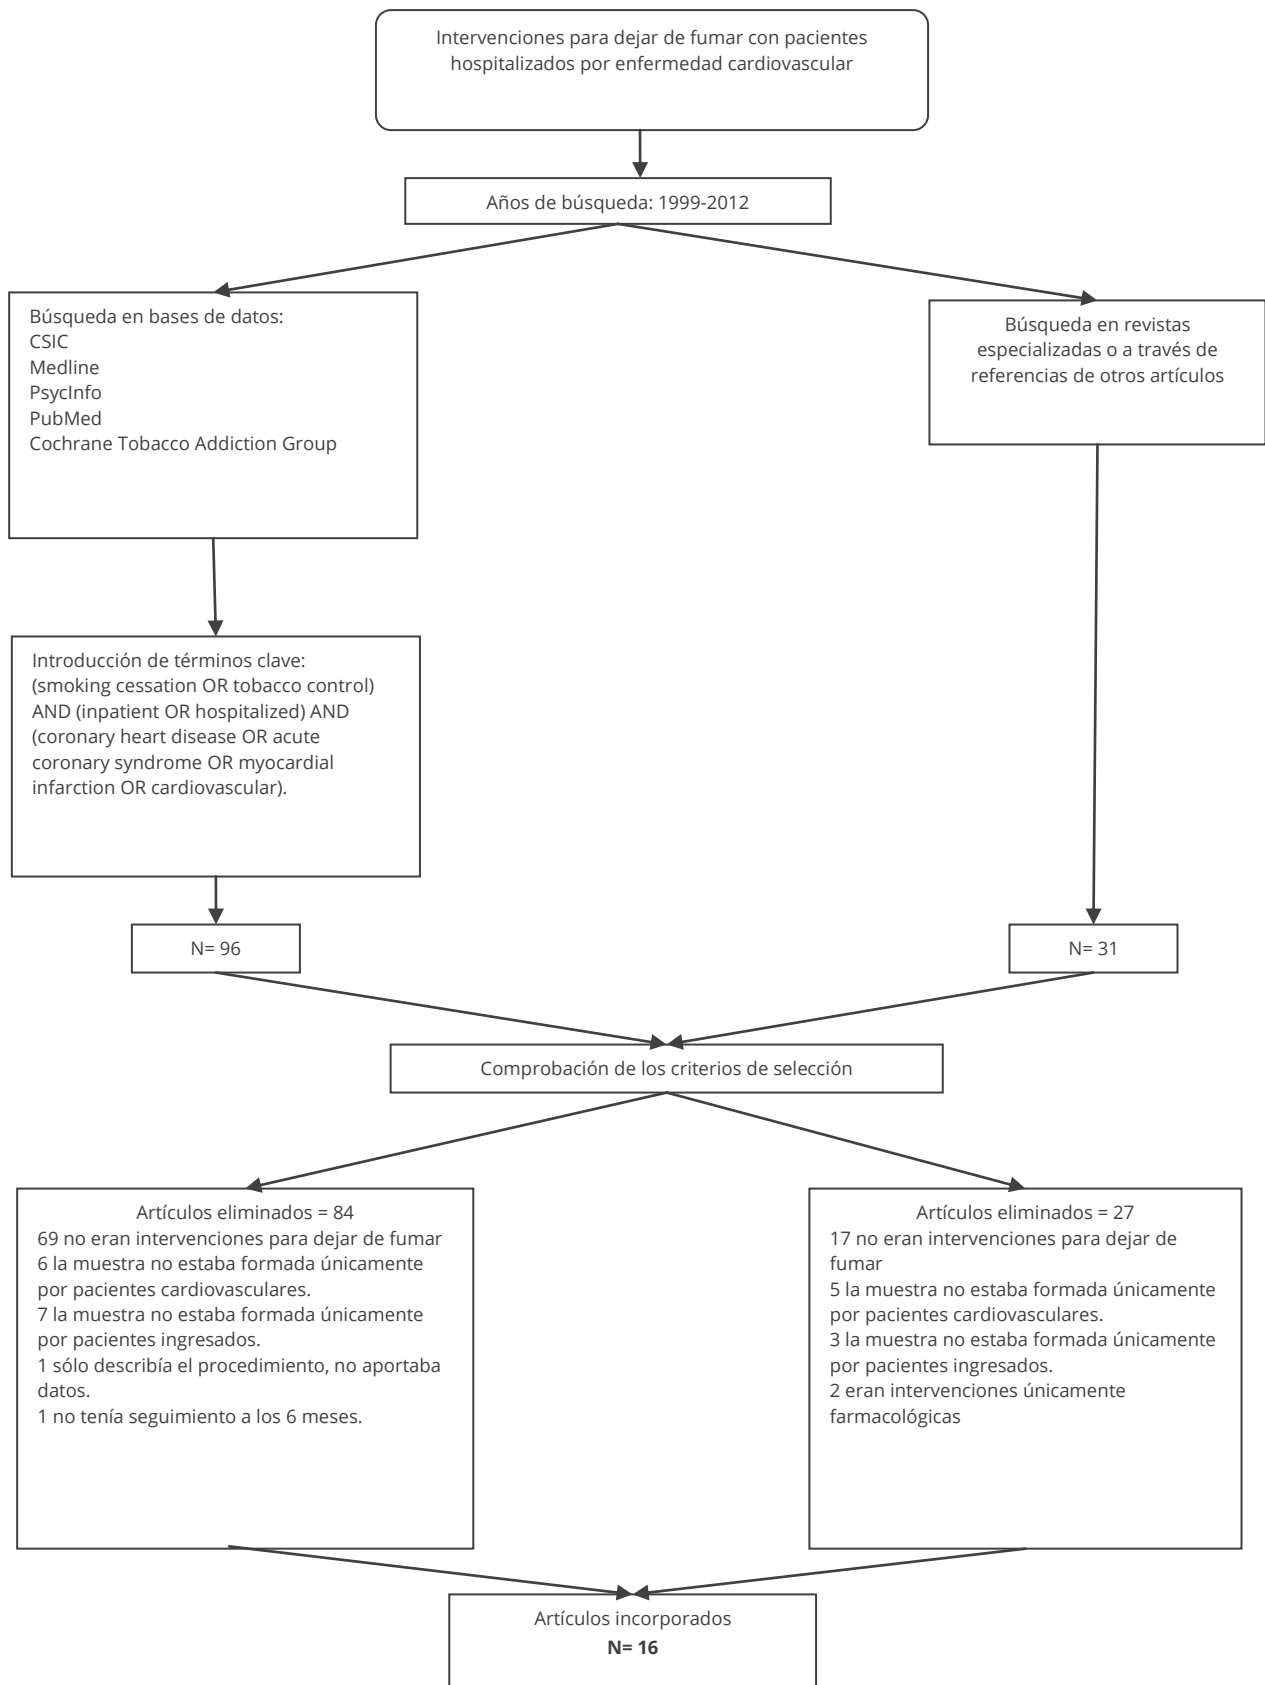 Intervenciones para dejar de fumar con pacientes
hospitalizados por enfermedad cardiovascular
Años de búsqueda: 1999-2012
Búsqueda en bases de datos:
CSIC
Medline
PsycInfo
PubMed
Cochrane Tobacco Addiction Group
Búsqueda en revistas
especializadas o a través de
referencias de otros artículos
Introducción de términos clave:
(smoking cessation OR tobacco control)
AND (inpatient OR hospitalized) AND
(coronary heart disease OR acute
coronary syndrome OR myocardial
infarction OR cardiovascular).
N= 96
N= 31
Comprobación de los criterios de selección
Artículos eliminados = 84
69 no eran intervenciones para dejar de fumar
6 la muestra no estaba formada únicamente
por pacientes cardiovasculares.
7 la muestra no estaba formada únicamente
por pacientes ingresados.
1 sólo describía el procedimiento, no aportaba
datos.
1 no tenía seguimiento a los 6 meses.
Artículos eliminados = 27
17 no eran intervenciones para dejar de
fumar
5 la muestra no estaba formada únicamente
por pacientes cardiovasculares.
3 la muestra no estaba formada únicamente
por pacientes ingresados.
2 eran intervenciones únicamente
farmacológicas
Artículos incorporados
N= 16